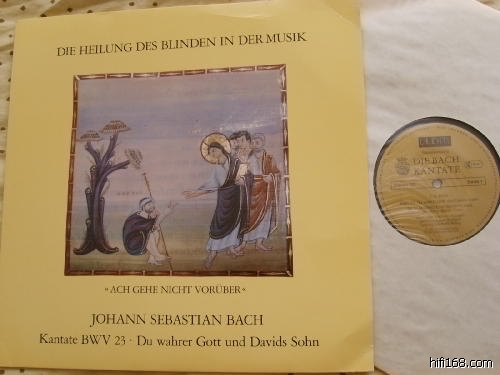 DIE HEILUNG DES BLINDEN IN DER MUSIK
»ACH GEHE NICHT VORÜBER«
JOHANN SEBASTIAN BACH
Kantate BWV 23 · Du wahrer Gott und Davids Sohn
DIE BACH
KANTATE
hifi168.com